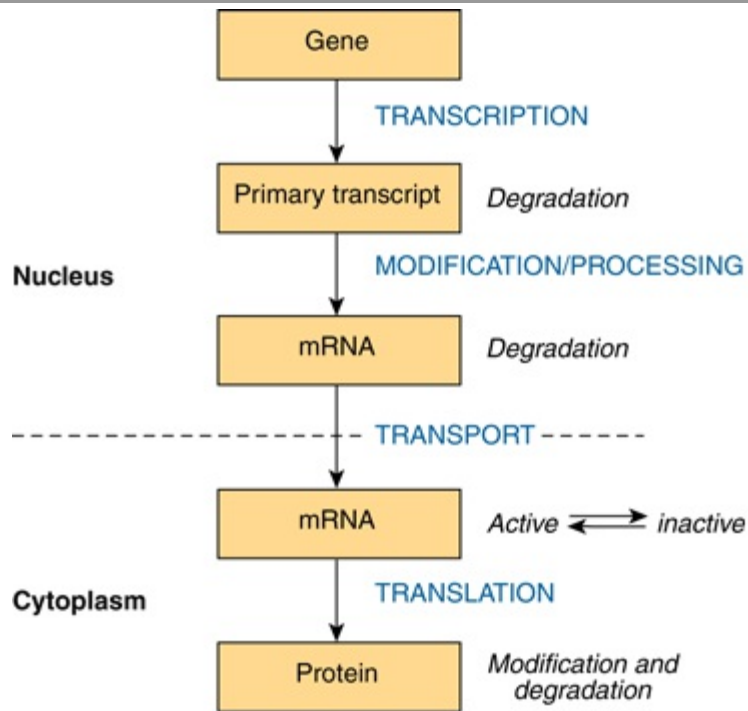 Gene
TRANSCRIPTION
Primary transcript
Degradation
MODIFICATION/PROCESSING
Nucleus
mRNA
Degradation
TRANSPORT
mRNA
Active
inactive
TRANSLATION
Cytoplasm
Protein
Modification and
degradation